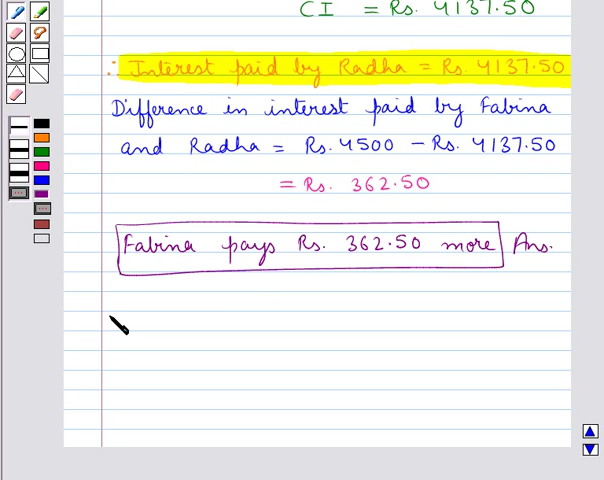 CI = Rs. 4137.50
∴ Interest paid by Radha = Rs. 4137.50
Difference in interest paid by Fabina
and Radha = Rs. 4500 - Rs. 4137.50
= Rs. 362.50
Fabina pays Rs. 362.50 more Ans.